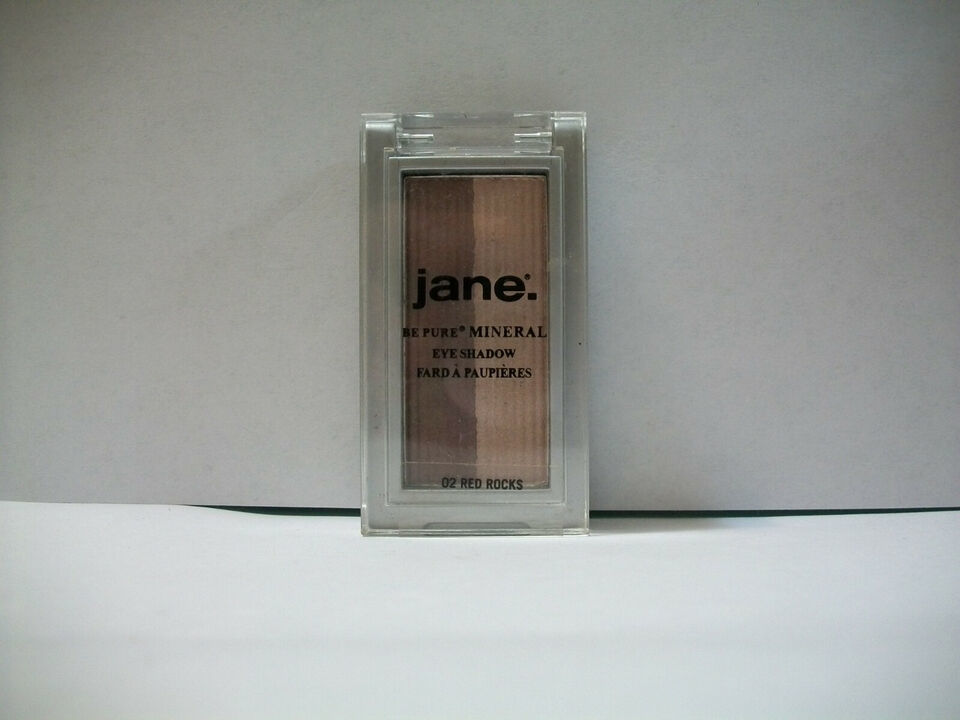 jane®.
BE PURE® MINERAL
EYE SHADOW
FARD À PAUPIÈRES
02 RED ROCKS